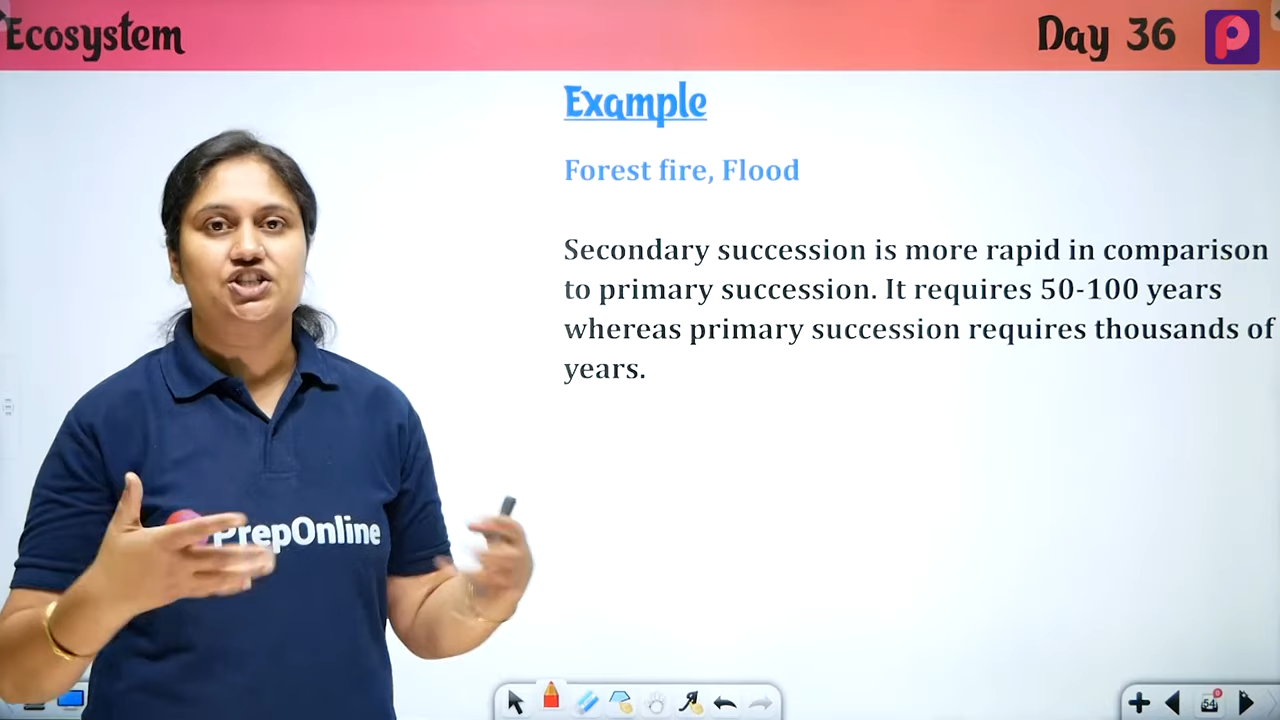 Ecosystem
Day 36
Example
Forest fire, Flood
Secondary succession is more rapid in comparison
to primary succession. It requires 50-100 years
whereas primary succession requires thousands of
years.
PrepOnline
54